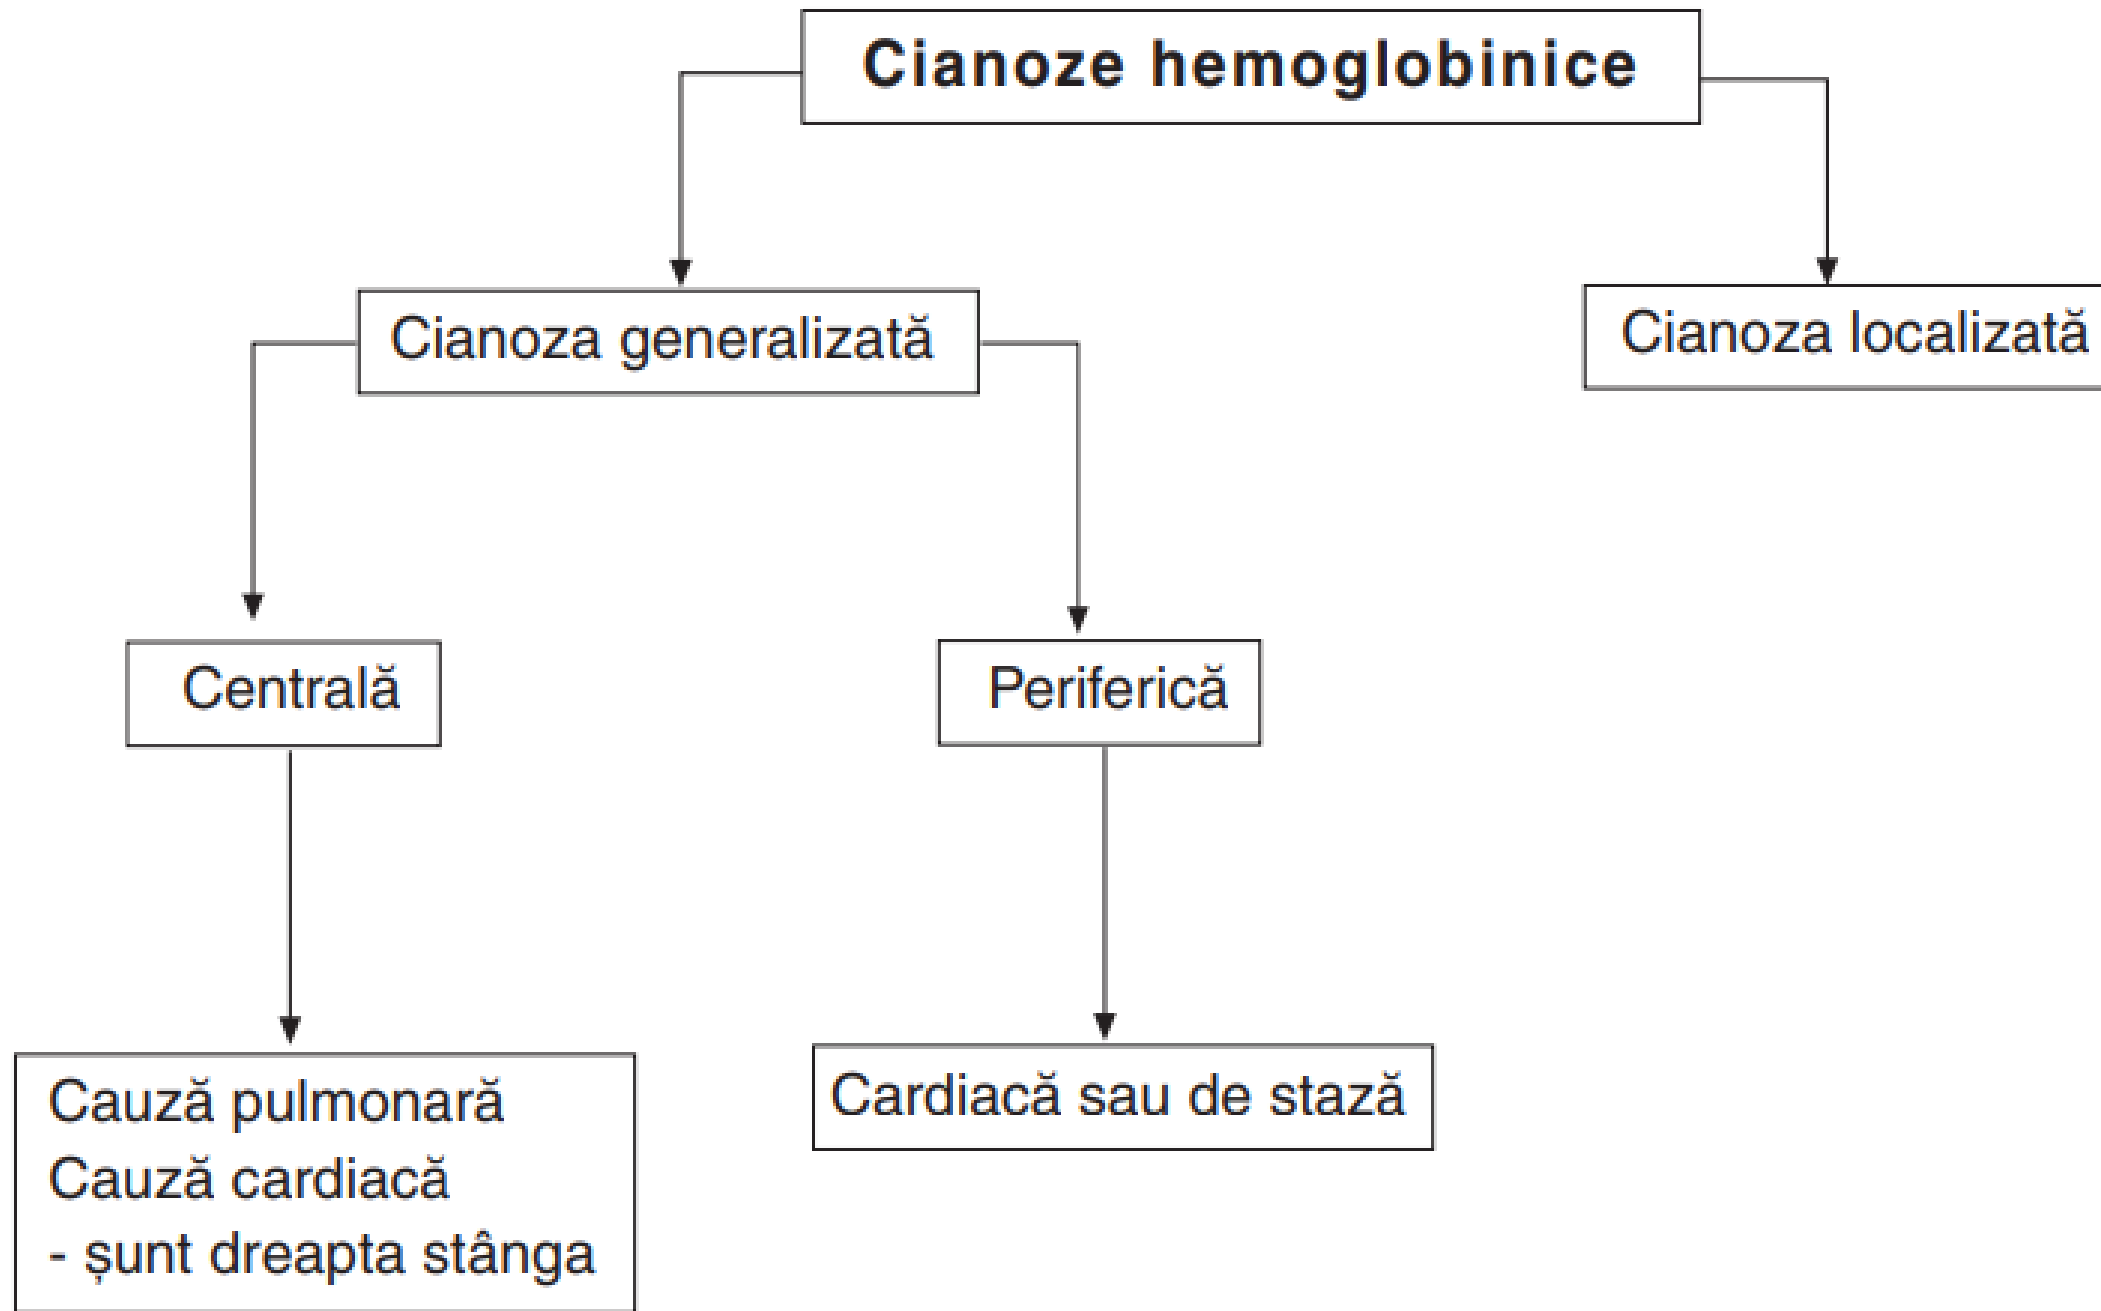 Cianoze hemoglobinice
Cianoza generalizată
Cianoza localizată
Centrală
Periferică
Cauză pulmonară
Cauză cardiacă
- șunt dreapta stânga
Cardiacă sau de stază